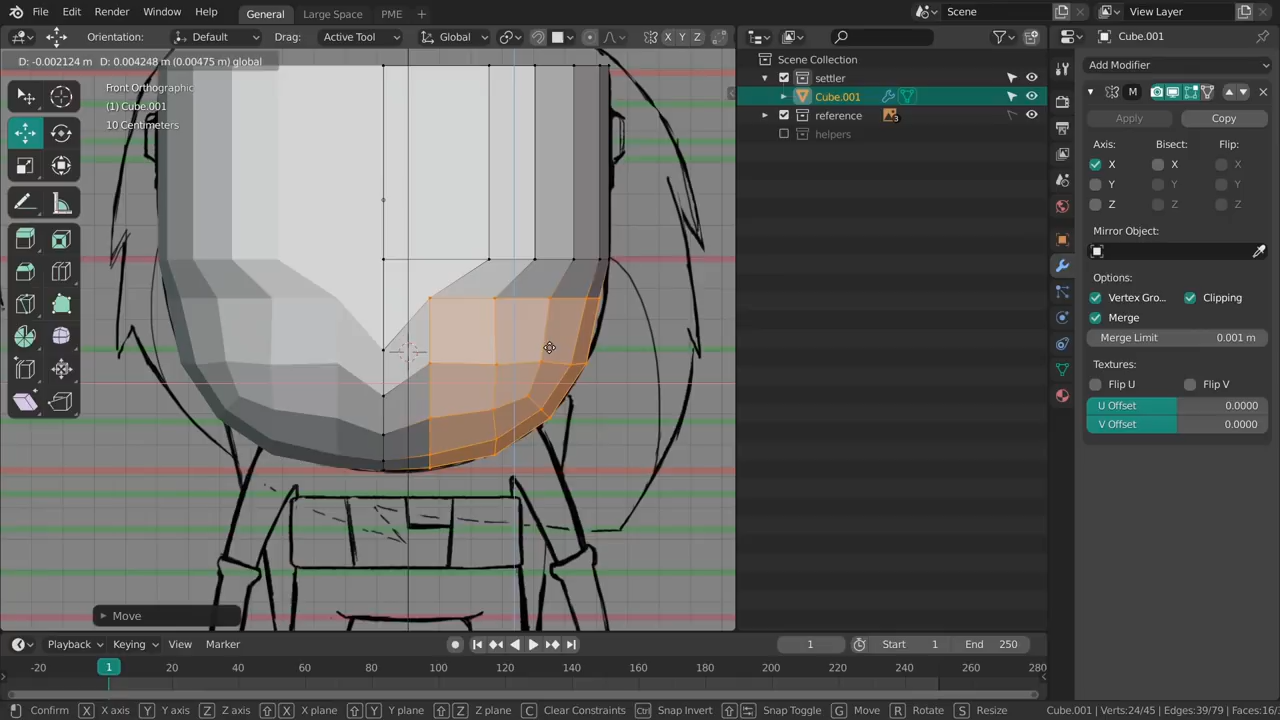 File Edit Render Window Help General Large Space PME + Scene View Layer
Orientation: Default Drag: Active Tool Global X Y Z
D: -0.002124 m D: 0.004248 m (0.00475 m) global
Front Orthographic
(1) Cube.001
10 Centimeters
Move
Scene Collection
settler
Cube.001
reference 3
helpers
Cube.001
Add Modifier
M
Apply Copy
Axis: Bisect: Flip:
X X X
Y Y Y
Z Z Z
Mirror Object:
Options:
Vertex Gro... Clipping
Merge
Merge Limit 0.001 m
Textures:
Flip U Flip V
U Offset 0.0000
V Offset 0.0000
Playback Keying View Marker 1 Start 1 End 250
-20 1 20 40 60 80 100 120 140 160 180 200 220 240 260 280
Confirm X X axis Y Y axis Z Z axis X X plane Y Y plane Z Z plane C Clear Constraints Ctrl Snap Invert Snap Toggle G Move R Rotate S Resize Cube.001 | Verts:24/45 | Edges:39/79 | Faces:16/3